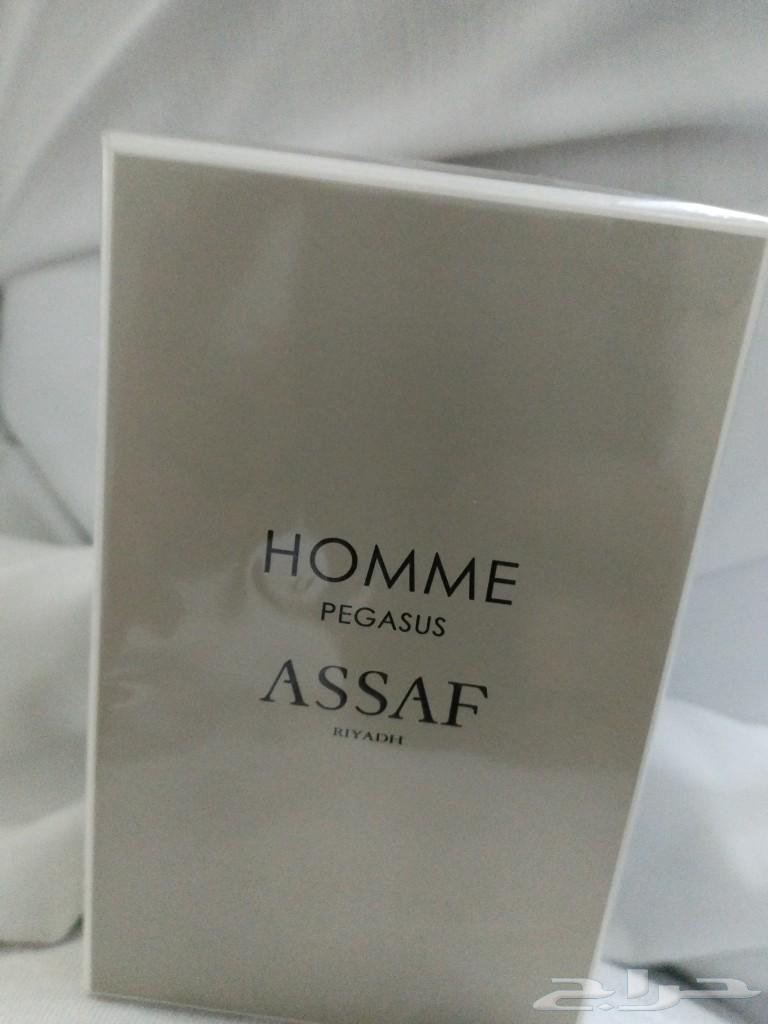 HOMME
PEGASUS
ASSAF
RIYADH
حراج